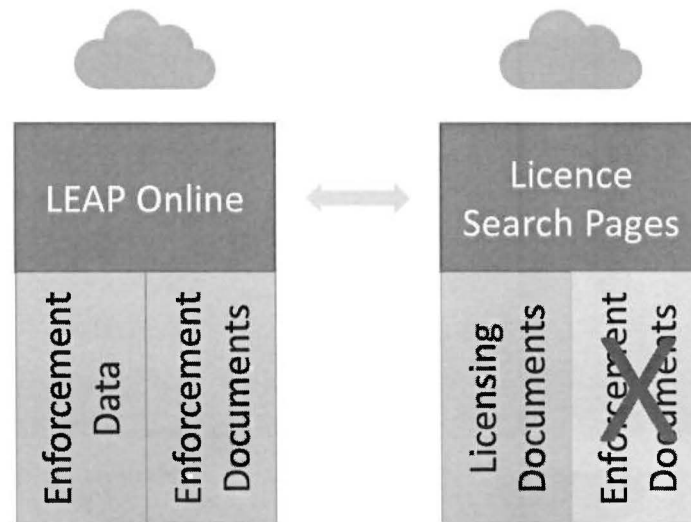 LEAP Online
Licence
Search Pages
Enforcement
Data
Enforcement
Documents
Licensing
Documents
Enforcement
Documents